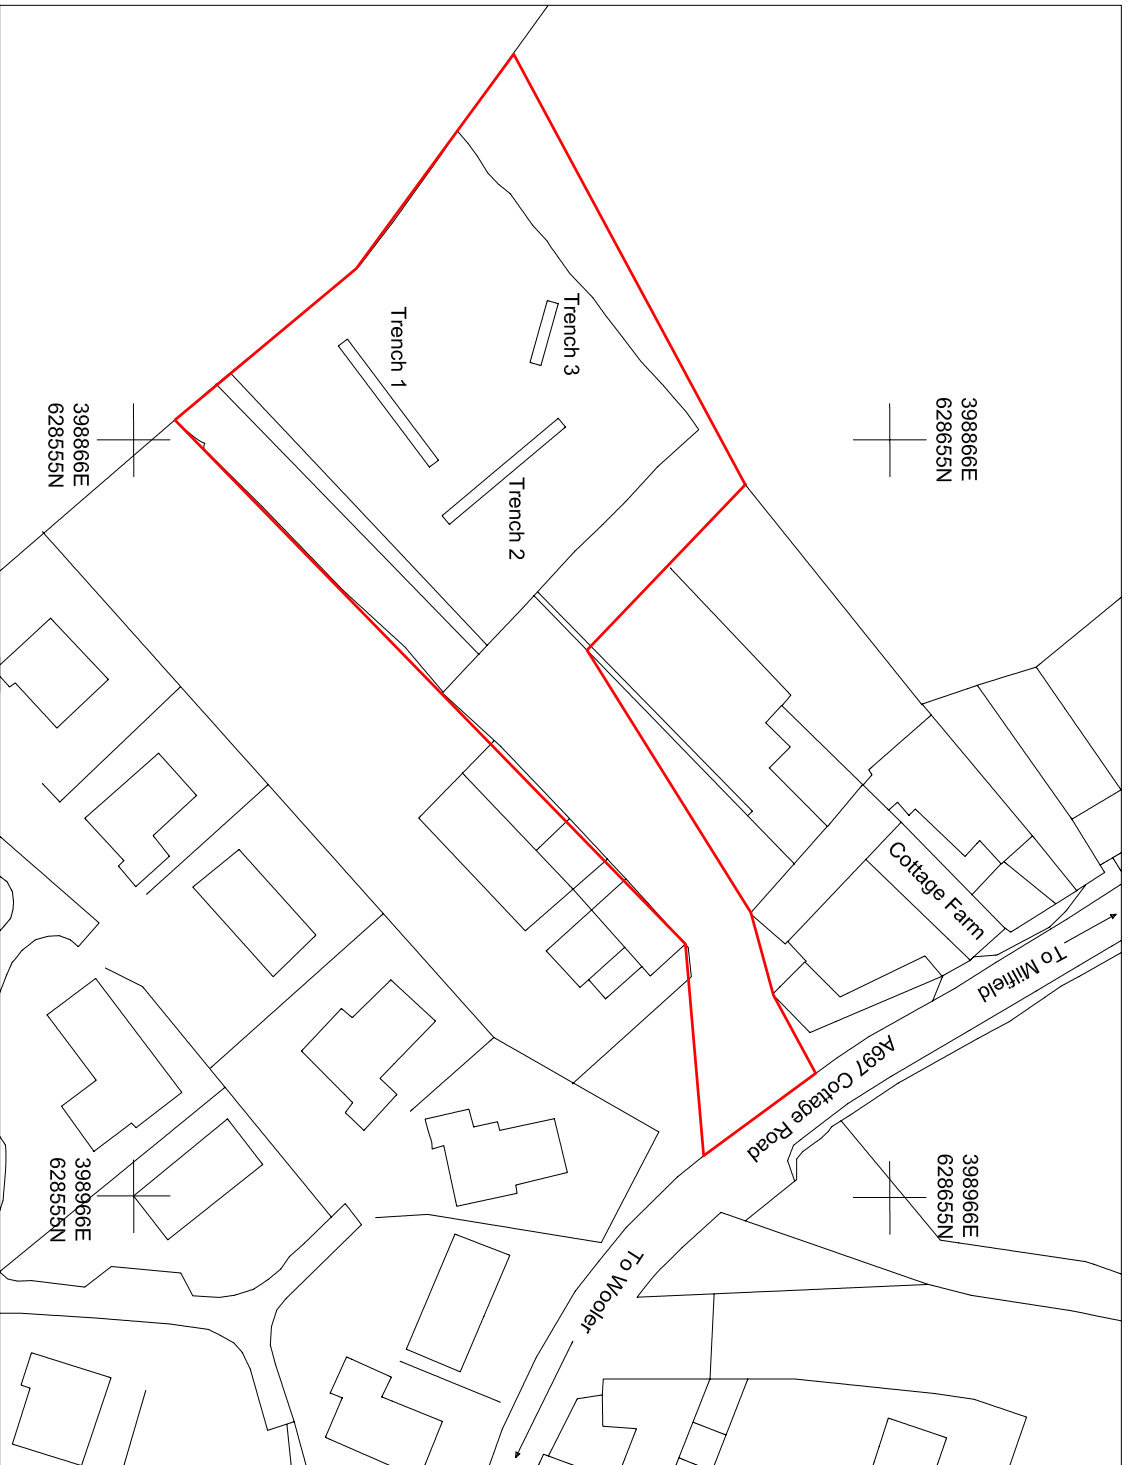 398866E
628655N
398966E
628655N
Cottage Farm
To Milfield
A697 Cottage Road
To Wooler
Trench 3
Trench 2
Trench 1
398866E
628555N
398966E
628555N